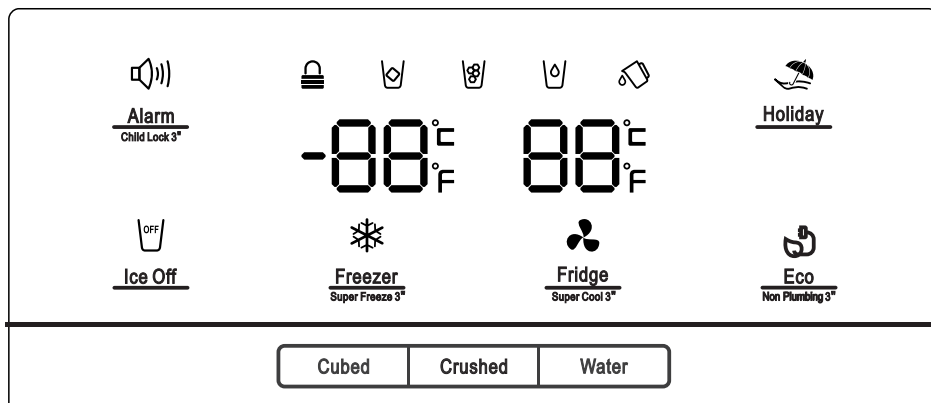 Alarm
Child Lock 3"
Holiday
-88 °C °F
88 °C °F
OFF
Ice Off
Freezer
Super Freeze 3"
Fridge
Super Cool 3"
Eco
Non Plumbing 3"
Cubed
Crushed
Water